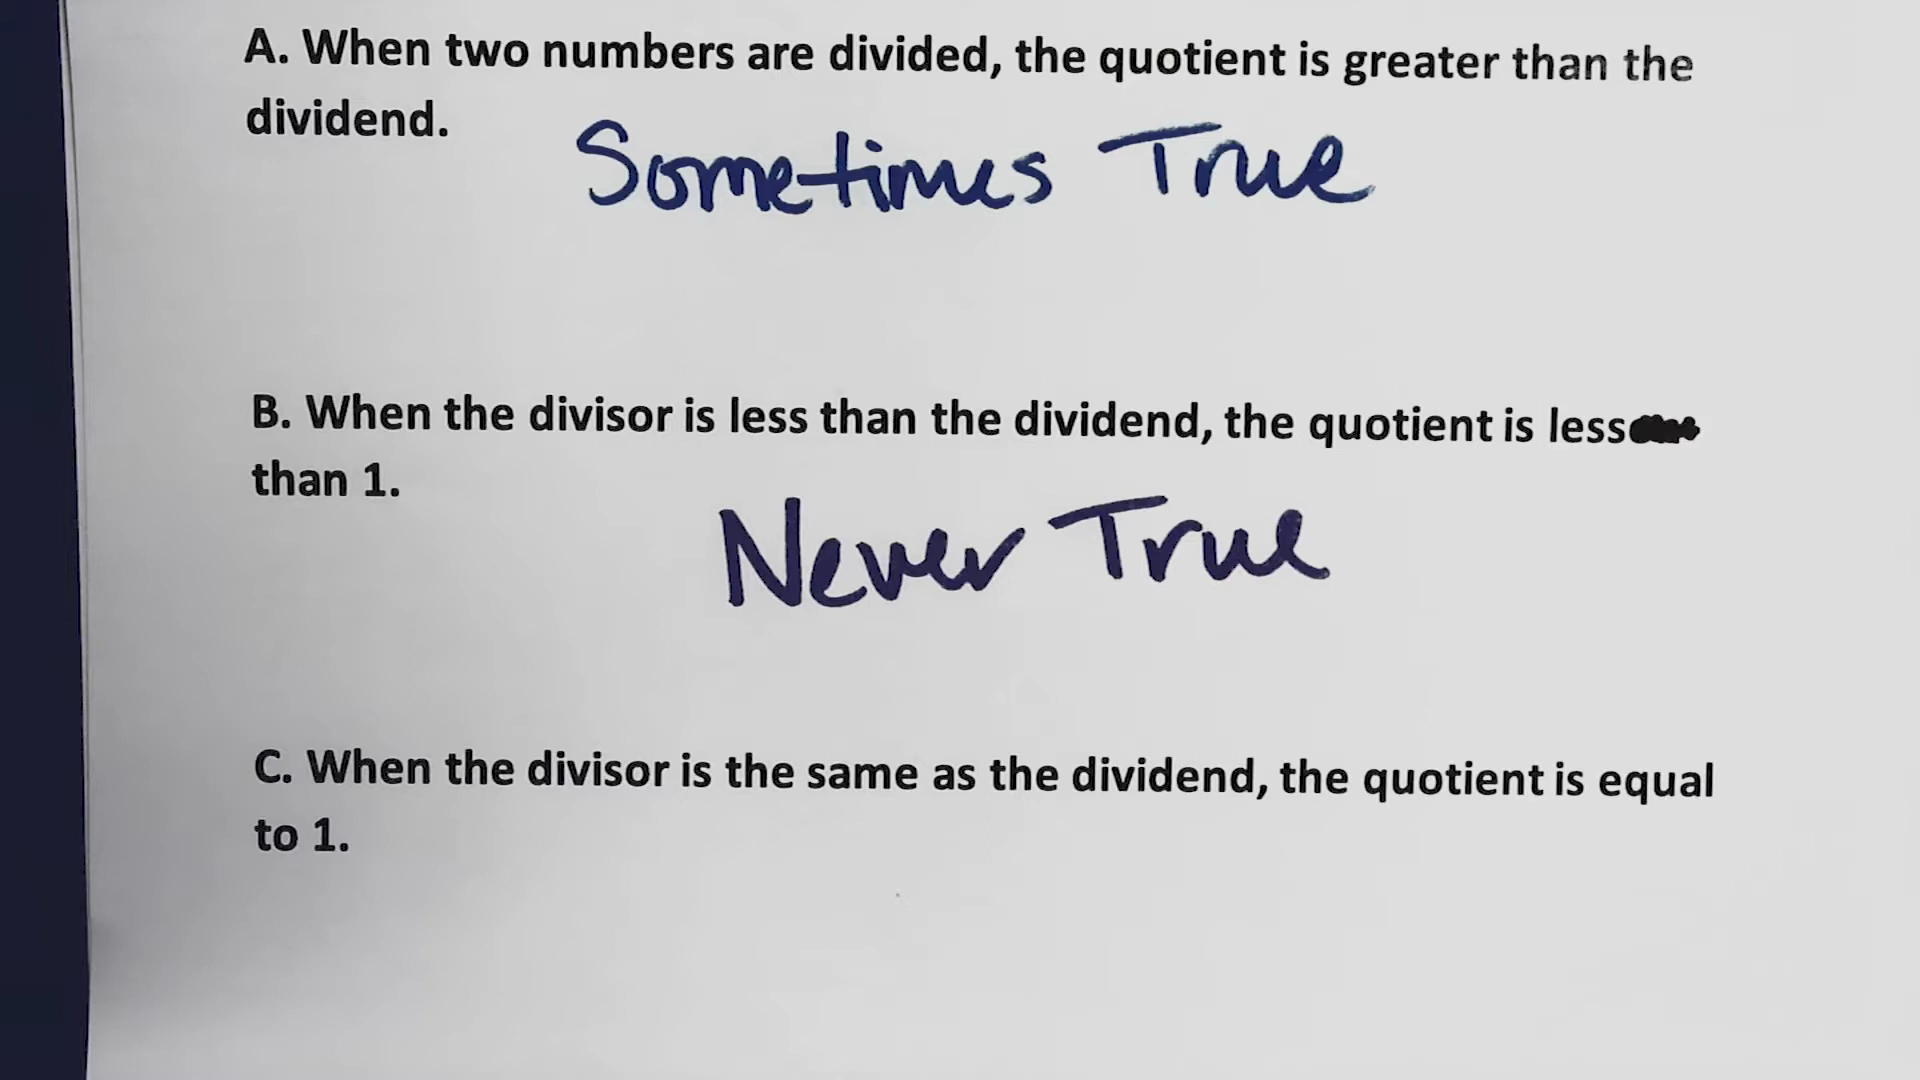 A. When two numbers are divided, the quotient is greater than the
dividend.
Sometimes True
B. When the divisor is less than the dividend, the quotient is less
than 1.
Never True
C. When the divisor is the same as the dividend, the quotient is equal
to 1.